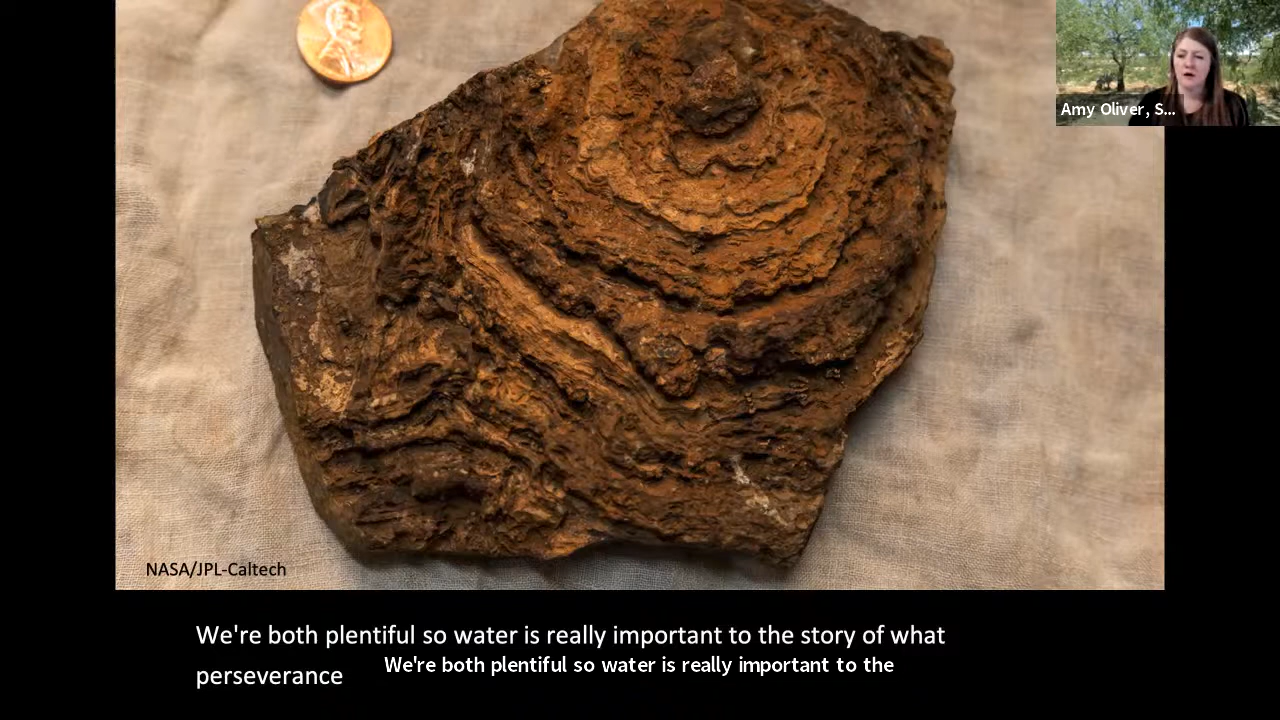 Amy Oliver, S...
NASA/JPL-Caltech
We're both plentiful so water is really important to the story of what
perseverance
We're both plentiful so water is really important to the